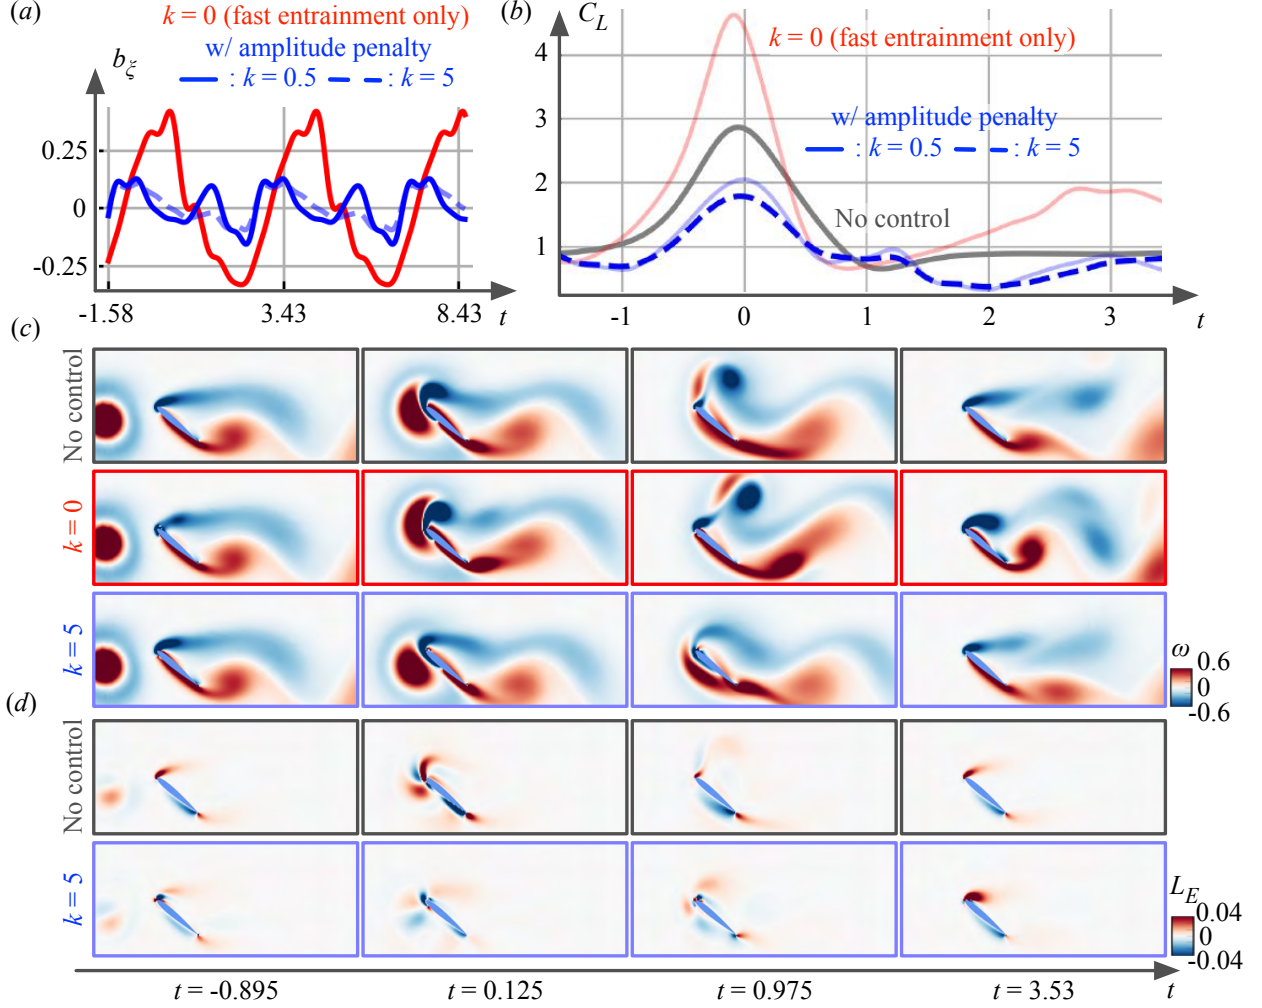 (a)
k = 0 (fast entrainment only)
w/ amplitude penalty
: k = 0.5 : k = 5
bξ
0.25
0
-0.25
-1.58 3.43 8.43 t
(b)
CL
k = 0 (fast entrainment only)
w/ amplitude penalty
: k = 0.5 : k = 5
No control
4
3
2
1
-1 0 1 2 3 t
(c)
No control
k = 0
k = 5
ω
0.6
0
-0.6
(d)
No control
k = 5
LE
0.04
0
-0.04
t = -0.895 t = 0.125 t = 0.975 t = 3.53 t